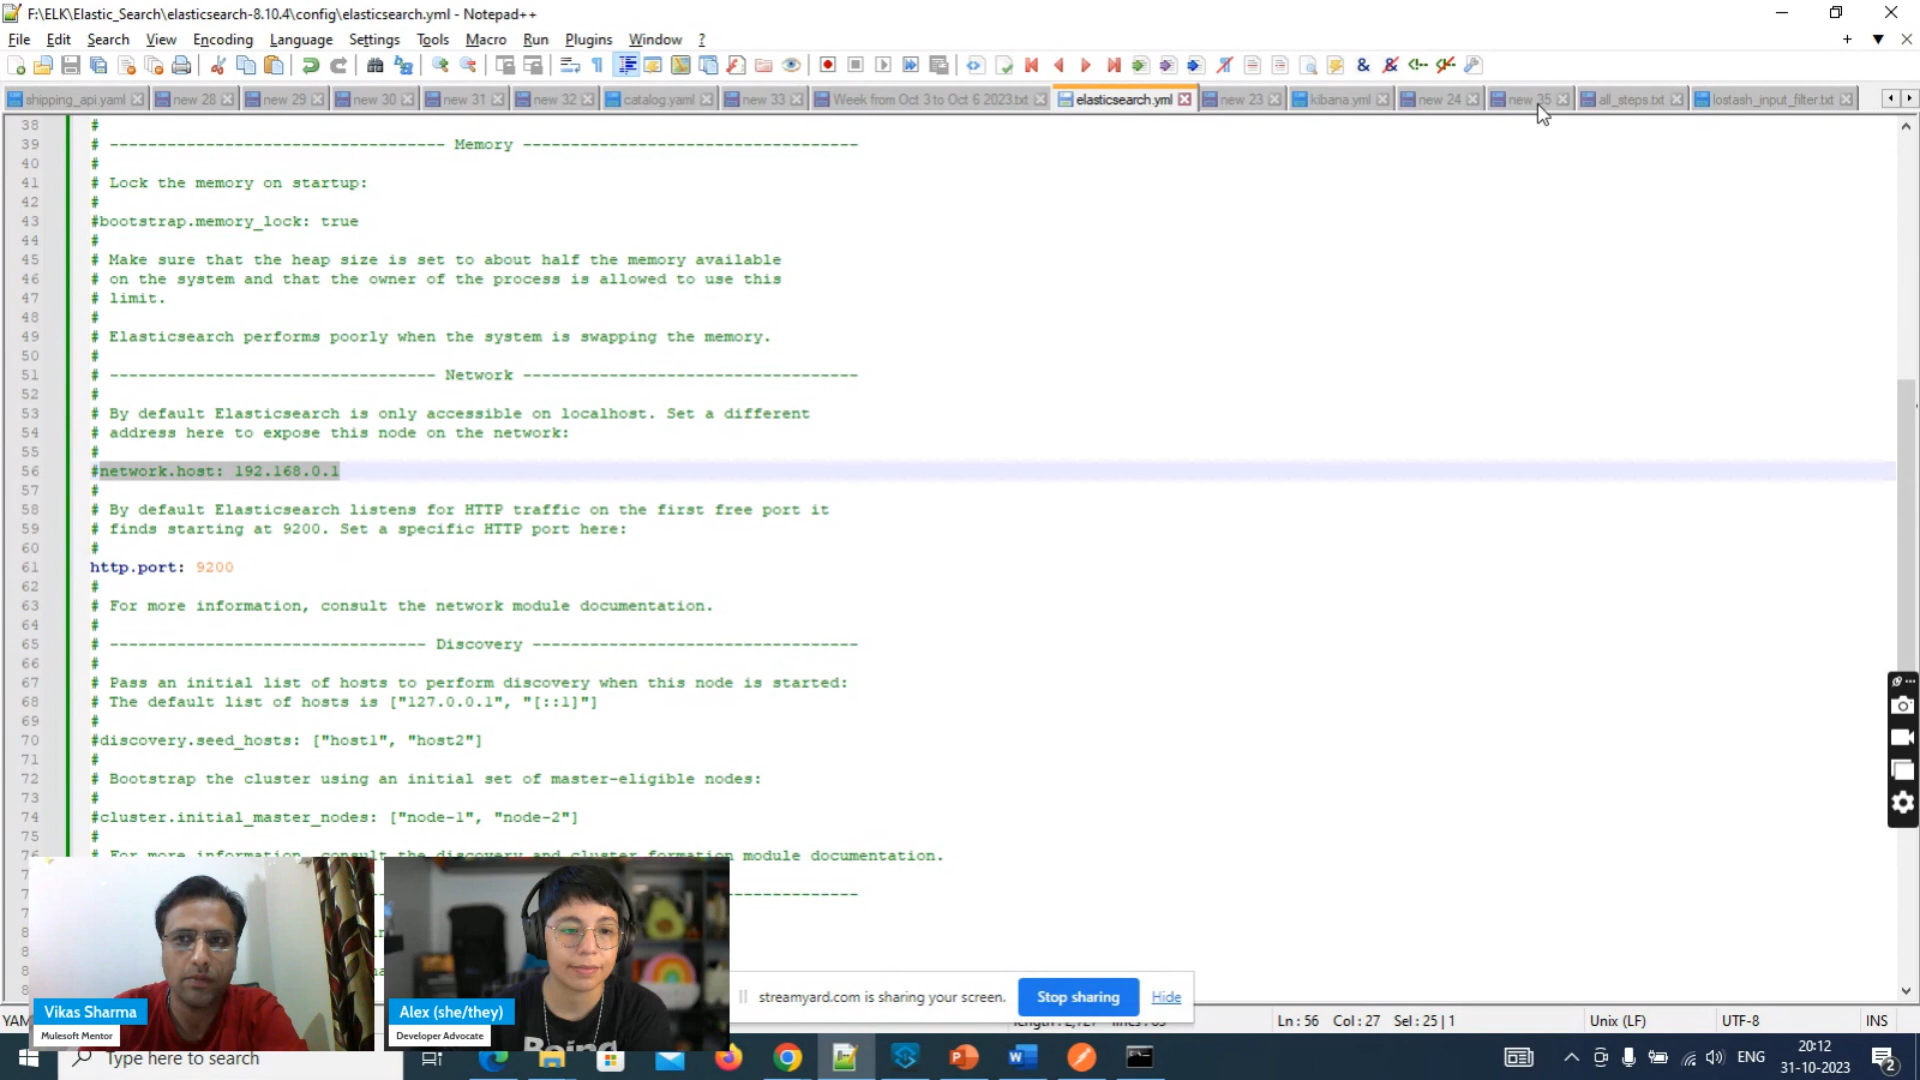 F:\ELK\Elastic_Search\elasticsearch-8.10.4\config\elasticsearch.yml - Notepad++
File Edit Search View Encoding Language Settings Tools Macro Run Plugins Window ?
shipping_api.yaml new 28 new 29 new 30 new 31 new 32 catalog.yaml new 33 Week from Oct 3 to Oct 6 2023.txt elasticsearch.yml new 23 kibana.yml new 24 new 35 all_steps.txt lostash_input_filter.txt
38 #
39 # ----------------------------------- Memory -----------------------------------
40 #
41 # Lock the memory on startup:
42 #
43 #bootstrap.memory_lock: true
44 #
45 # Make sure that the heap size is set to about half the memory available
46 # on the system and that the owner of the process is allowed to use this
47 # limit.
48 #
49 # Elasticsearch performs poorly when the system is swapping the memory.
50 #
51 # ---------------------------------- Network -----------------------------------
52 #
53 # By default Elasticsearch is only accessible on localhost. Set a different
54 # address here to expose this node on the network:
55 #
56 #network.host: 192.168.0.1
57 #
58 # By default Elasticsearch listens for HTTP traffic on the first free port it
59 # finds starting at 9200. Set a specific HTTP port here:
60 #
61 http.port: 9200
62 #
63 # For more information, consult the network module documentation.
64 #
65 # --------------------------------- Discovery ----------------------------------
66 #
67 # Pass an initial list of hosts to perform discovery when this node is started:
68 # The default list of hosts is ["127.0.0.1", "[::1]"]
69 #
70 #discovery.seed_hosts: ["host1", "host2"]
71 #
72 # Bootstrap the cluster using an initial set of master-eligible nodes:
73 #
74 #cluster.initial_master_nodes: ["node-1", "node-2"]
75 #
76 # For more information, consult the discovery and cluster formation module documentation.
Vikas Sharma
Mulesoft Mentor
Alex (she/they)
Developer Advocate
streamyard.com is sharing your screen. Stop sharing Hide
Ln : 56 Col : 27 Sel : 25 | 1 Unix (LF) UTF-8 INS
Type here to search
ENG
20:12
31-10-2023
2